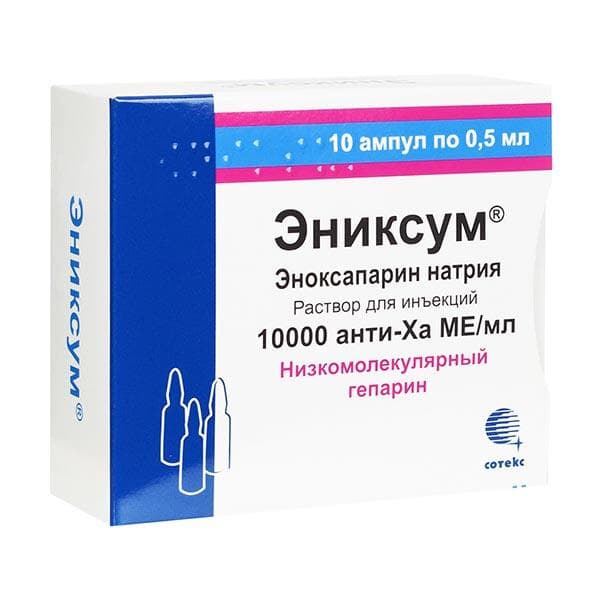 10 ампул по 0,5 мл
Эниксум®
Эноксапарин натрия
Раствор для инъекций
10000 анти-Ха МЕ/мл
Низкомолекулярный
гепарин
сотекс
Эниксум®